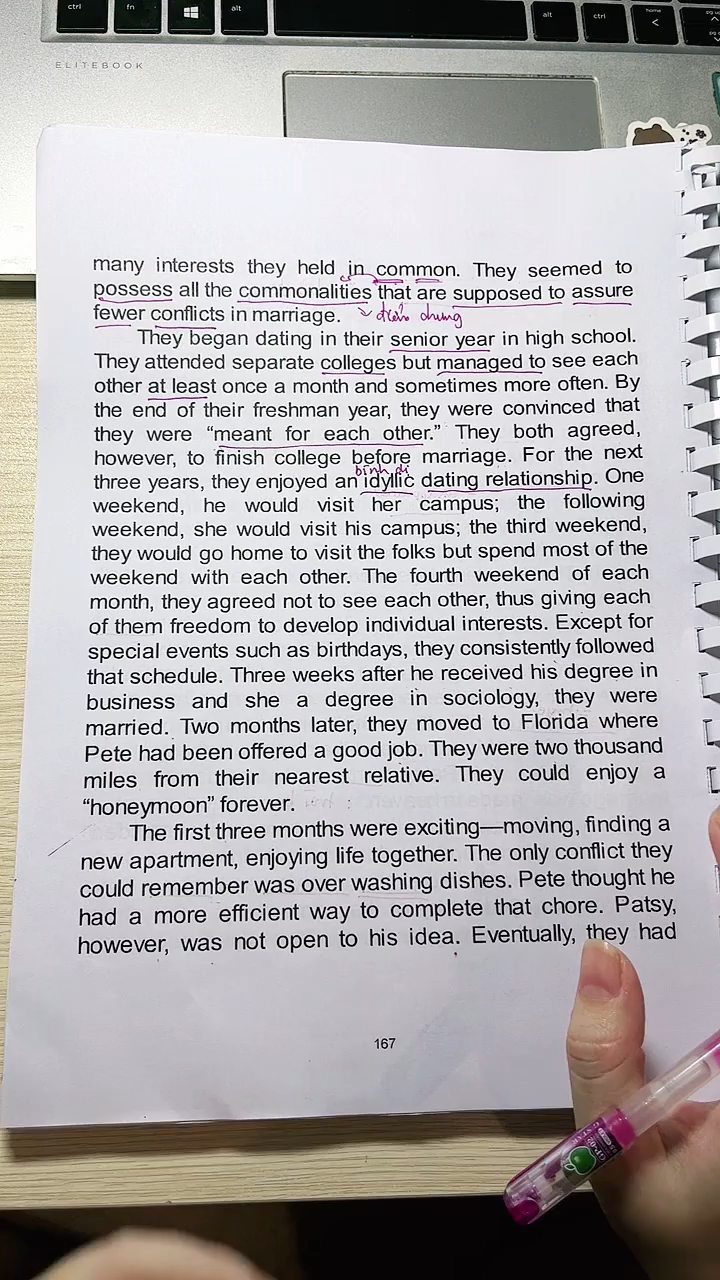 ctrl
fn
alt
alt
ctrl
home
ELITEBOOK
many interests they held in common. They seemed to
possess all the commonalities that are supposed to assure
fewer conflicts in marriage.
điểm chung
They began dating in their senior year in high school.
They attended separate colleges but managed to see each
other at least once a month and sometimes more often. By
the end of their freshman year, they were convinced that
they were “meant for each other.” They both agreed,
however, to finish college before marriage. For the next
bình dị
three years, they enjoyed an idyllic dating relationship. One
weekend, he would visit her campus; the following
weekend, she would visit his campus; the third weekend,
they would go home to visit the folks but spend most of the
weekend with each other. The fourth weekend of each
month, they agreed not to see each other, thus giving each
of them freedom to develop individual interests. Except for
special events such as birthdays, they consistently followed
that schedule. Three weeks after he received his degree in
business and she a degree in sociology, they were
married. Two months later, they moved to Florida where
Pete had been offered a good job. They were two thousand
miles from their nearest relative. They could enjoy a
“honeymoon” forever.
The first three months were exciting—moving, finding a
new apartment, enjoying life together. The only conflict they
could remember was over washing dishes. Pete thought he
had a more efficient way to complete that chore. Patsy,
however, was not open to his idea. Eventually, they had
167